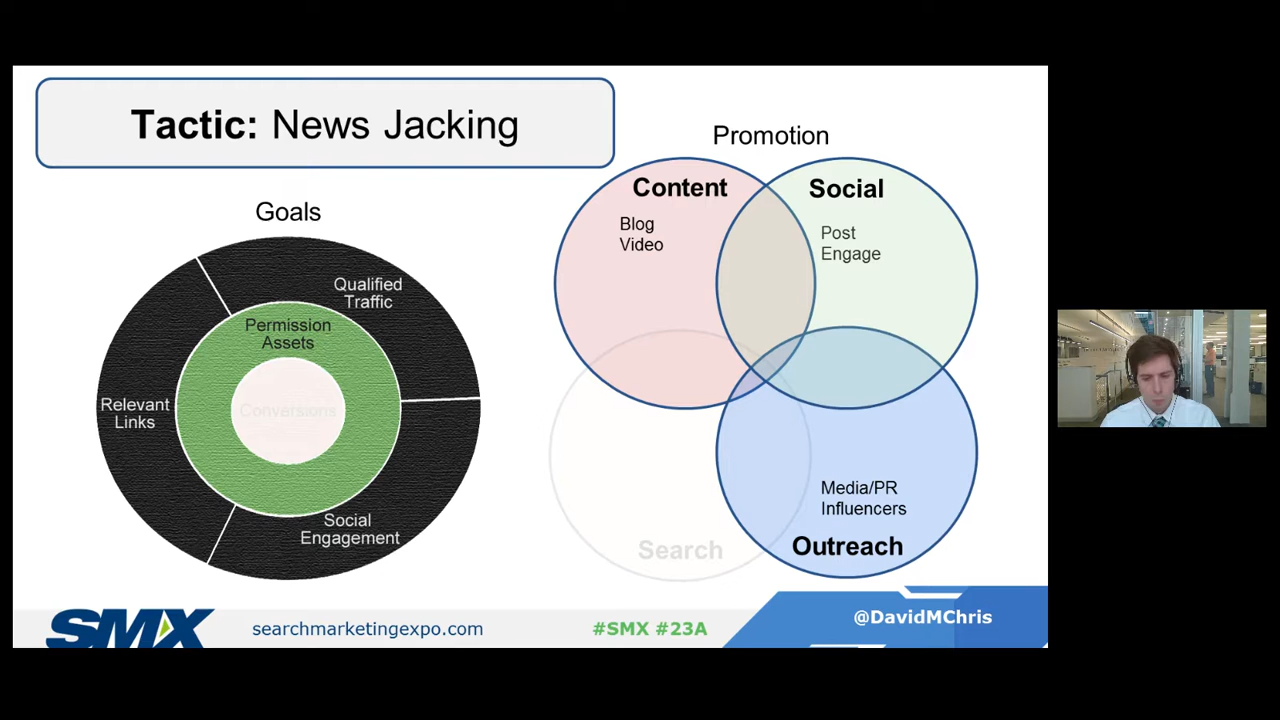 Tactic: News Jacking
Goals
Qualified
Traffic
Permission
Assets
Relevant
Links
Conversions
Social
Engagement
Promotion
Content
Blog
Video
Social
Post
Engage
Media/PR
Influencers
Outreach
Search
SMX
searchmarketingexpo.com
#SMX #23A
@DavidMChris